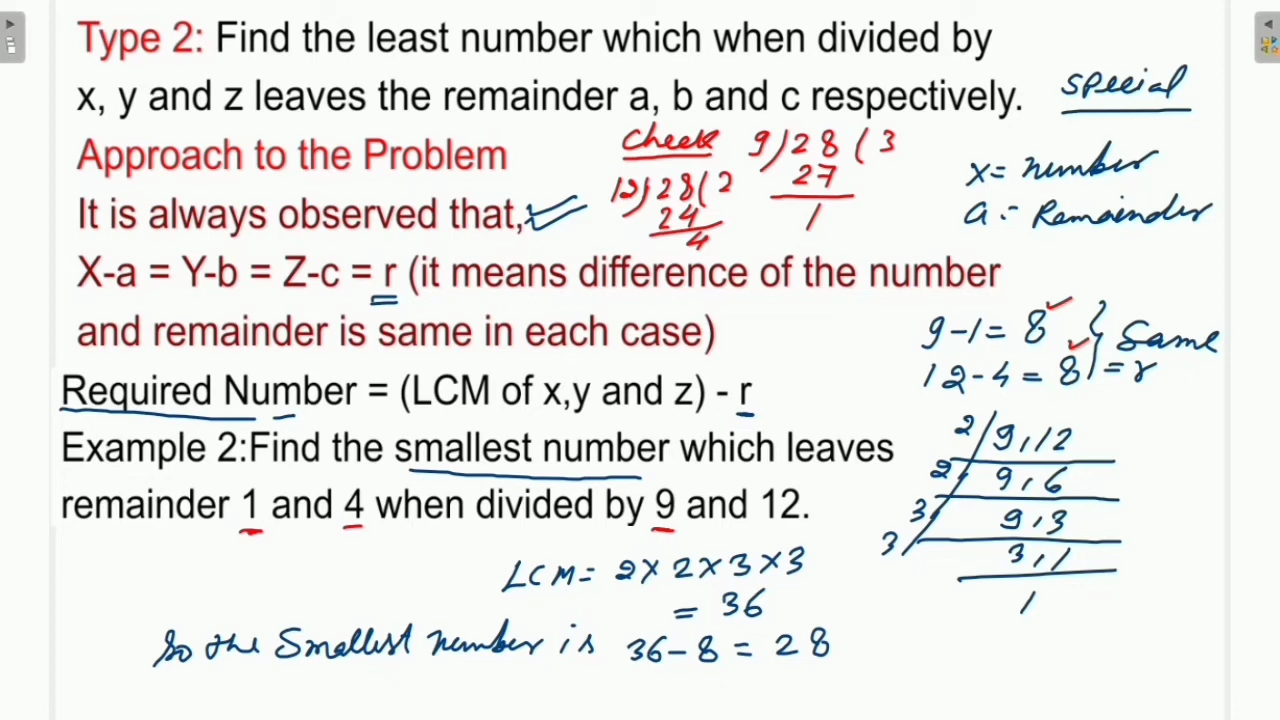 Type 2: Find the least number which when divided by
x, y and z leaves the remainder a, b and c respectively.
special
Approach to the Problem
Check
9)28(3
27
1
12)28(2
24
4
x= number
a :- Remainder
It is always observed that,
X-a = Y-b = Z-c = r (it means difference of the number
and remainder is same in each case)
9-1= 8
12-4 = 8
} Same
= r
Required Number = (LCM of x,y and z) - r
Example 2:Find the smallest number which leaves
remainder 1 and 4 when divided by 9 and 12.
2/9,12
2/9,6
3/9,3
3/3,1
1
LCM= 2×2×3×3
= 36
So the Smallest number is 36-8 = 28